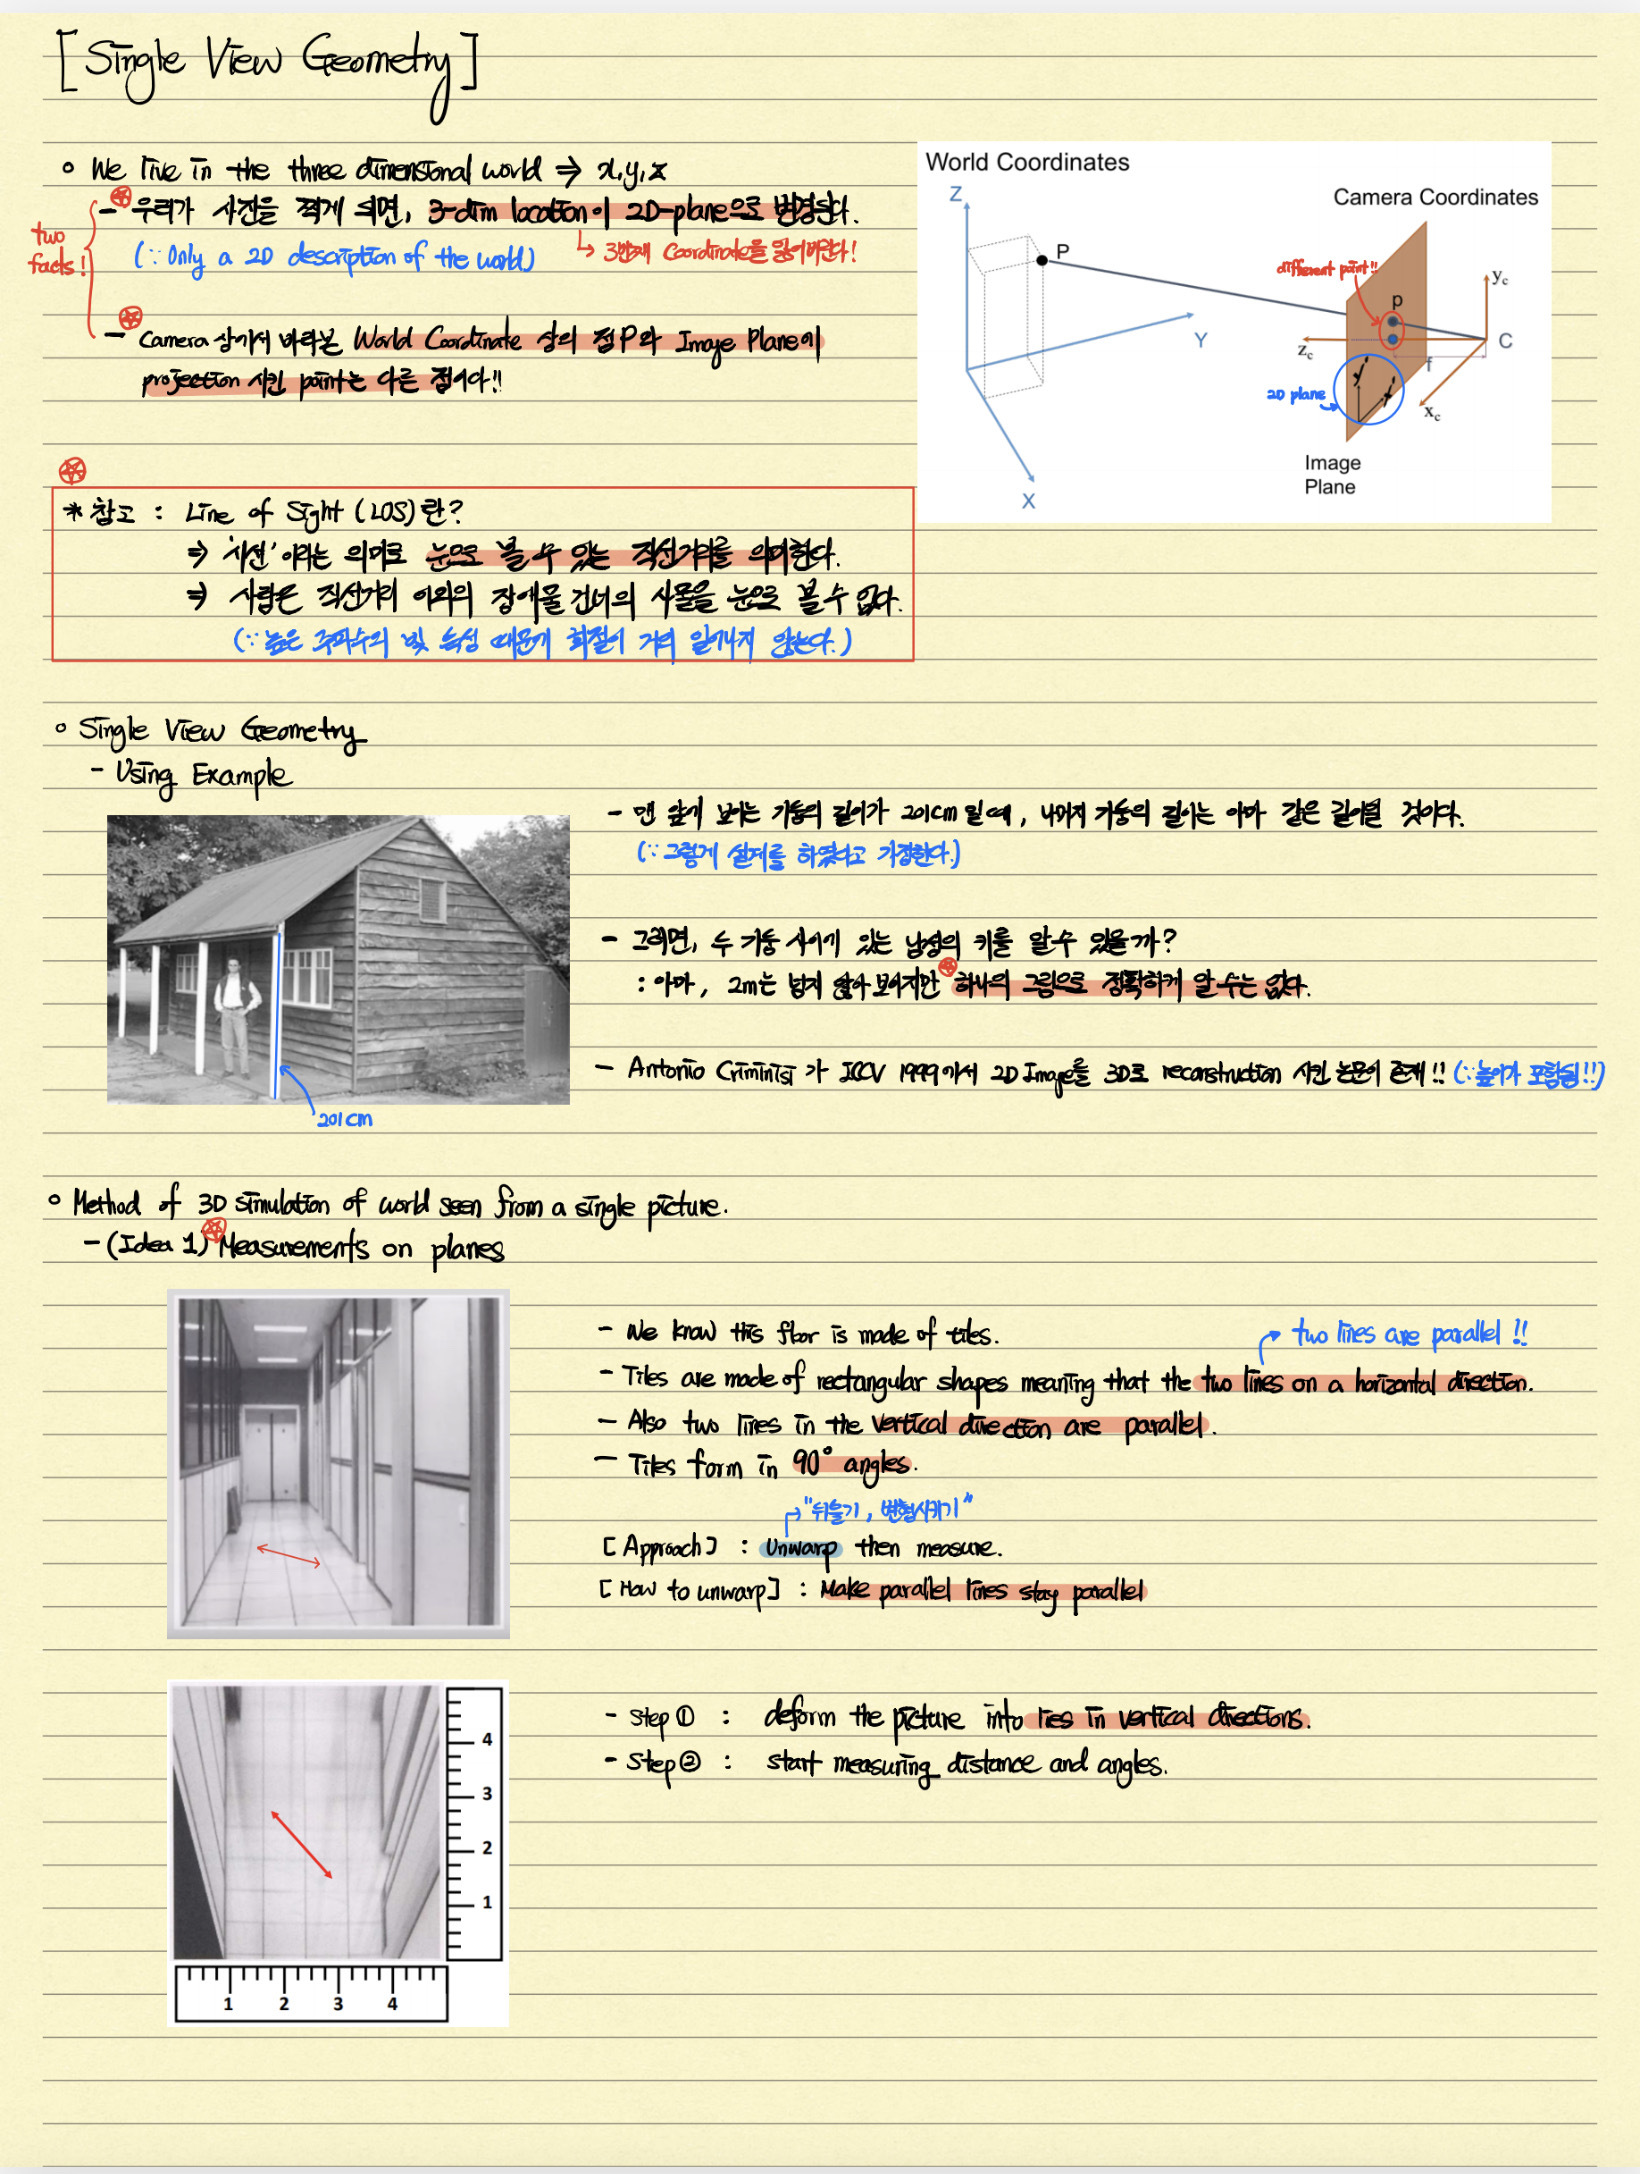 [Single View Geometry]
○ We live in the three dimensional world ⇒ x, y, z
two facts!
- 우리가 사진을 찍게 되면, 3-dim location이 2D-plane으로 변경된다.
(∵ Only a 2D description of the world)
↳ 3번째 Coordinate을 잃어버린다!
- Camera 상에서 바라본 World Coordinate 상의 점P와 Image Plane에
projection 시킨 point는 다른 점이다!!
World Coordinates
Camera Coordinates
Z
P
Y
X
different point!!
p
y_c
z_c
C
f
x_c
2D plane
y
x
Image
Plane
* 참고 : Line of Sight (LOS)란?
⇒ '시선'이라는 의미로 눈으로 볼 수 있는 직선거리를 의미한다.
⇒ 사람은 직선거리 이외의 장애물 건너의 사물을 눈으로 볼 수 없다.
(∵ 높은 주파수의 빛 특성 때문에 회절이 거의 일어나지 않는다.)
○ Single View Geometry
- Using Example
- 맨 앞에 보이는 기둥의 길이가 201cm 일 때, 나머지 기둥의 길이는 아마 같은 길이일 것이다.
(∵ 그렇게 설계를 하였다고 가정한다.)
- 그러면, 두 기둥 사이에 있는 남성의 키를 알 수 있을까?
: 아마, 2m는 넘지 않아 보이지만 하나의 그림으로 정확하게 알 수는 없다.
- Antonio Criminisi 가 ICCV 1999에서 2D Image를 3D로 reconstruction 시킨 논문이 존재!! (∵ 높이가 포함됨!!)
201cm
○ Method of 3D simulation of world seen from a single picture.
- (Idea 1) Measurements on planes
- We know this floor is made of tiles.
two lines are parallel!!
- Tiles are made of rectangular shapes meaning that the two lines on a horizontal direction.
- Also two lines in the vertical direction are parallel.
- Tiles form in 90° angles.
"뒤틀기, 변형시키기"
[Approach] : Unwarp then measure.
[How to unwarp] : Make parallel lines stay parallel
- Step ① : deform the picture into lies in vertical directions.
- Step ② : start measuring distance and angles.
4
3
2
1
1 2 3 4